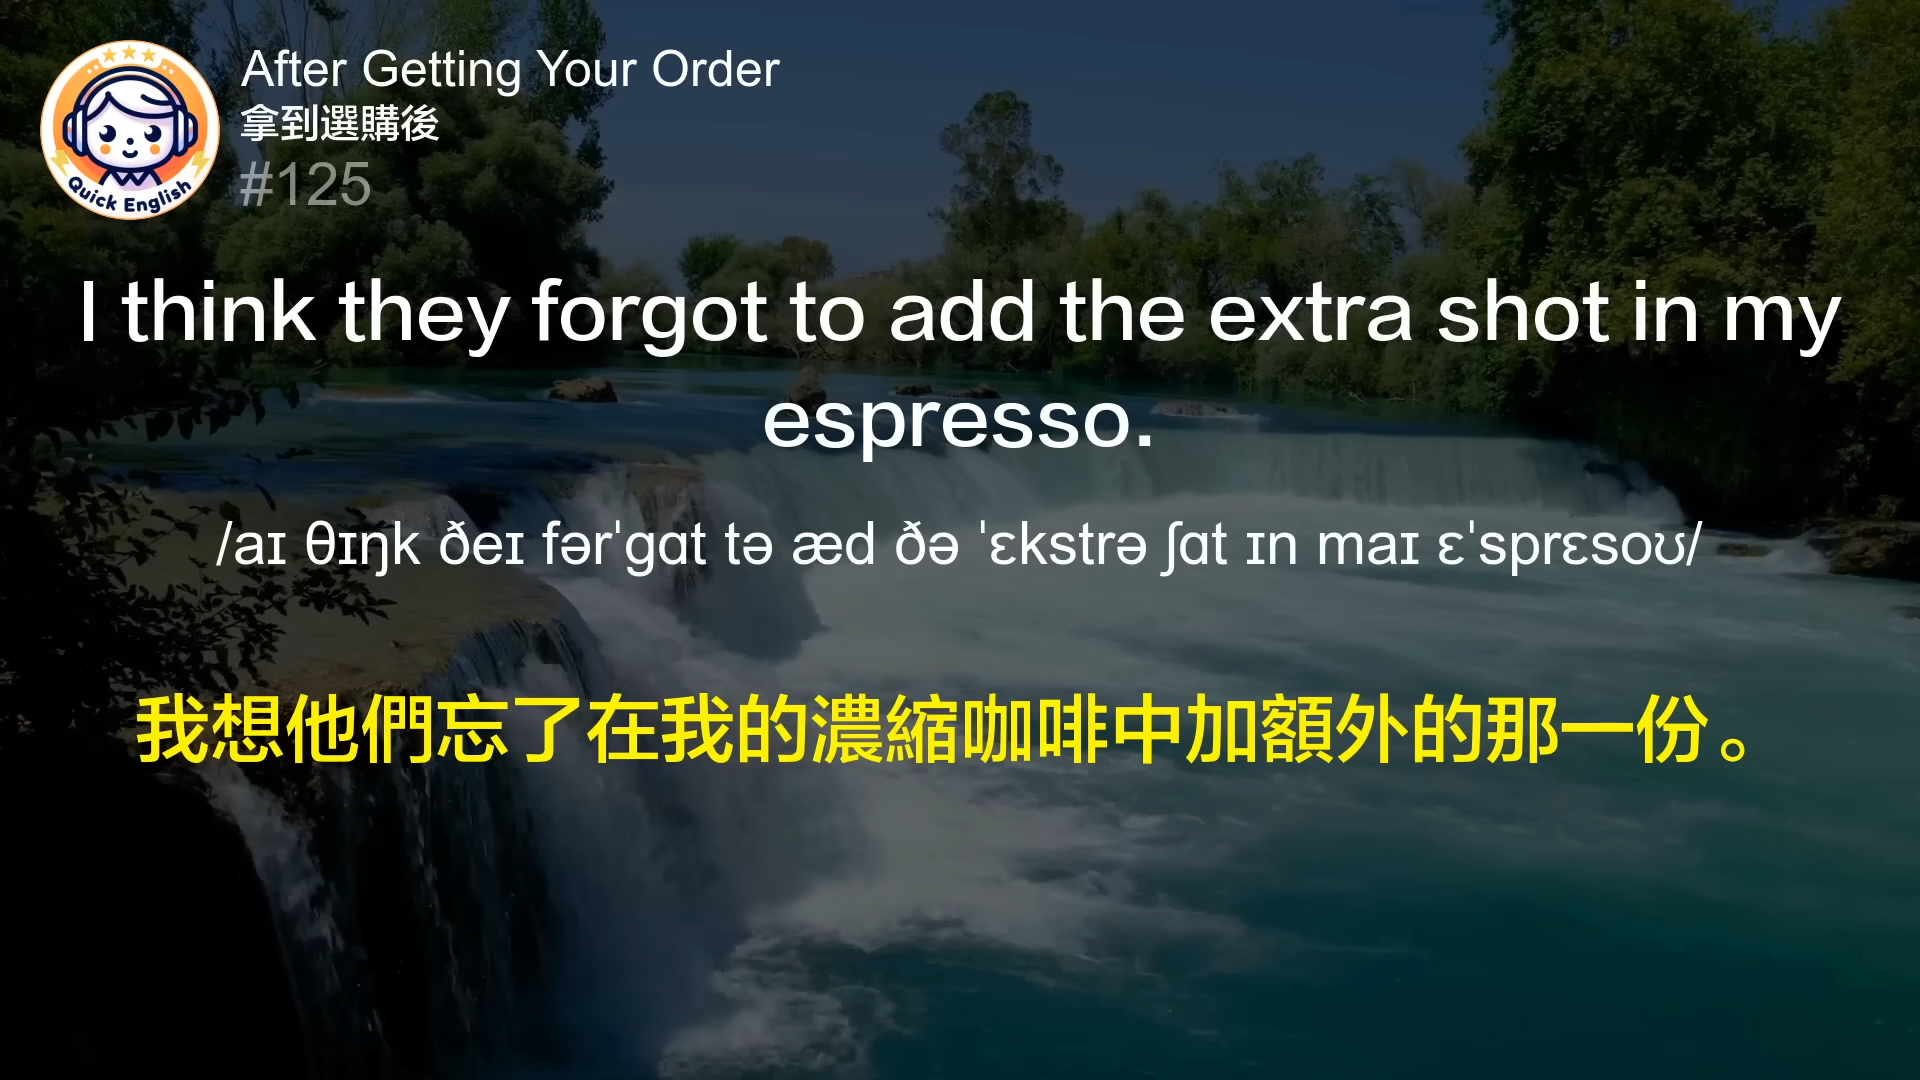 After Getting Your Order
拿到選購後
#125
Quick English
I think they forgot to add the extra shot in my
espresso.
/aɪ θɪŋk ðeɪ fərˈɡɑt tə æd ðə ˈɛkstrə ʃɑt ɪn maɪ ɛˈsprɛsoʊ/
我想他們忘了在我的濃縮咖啡中加額外的那一份。